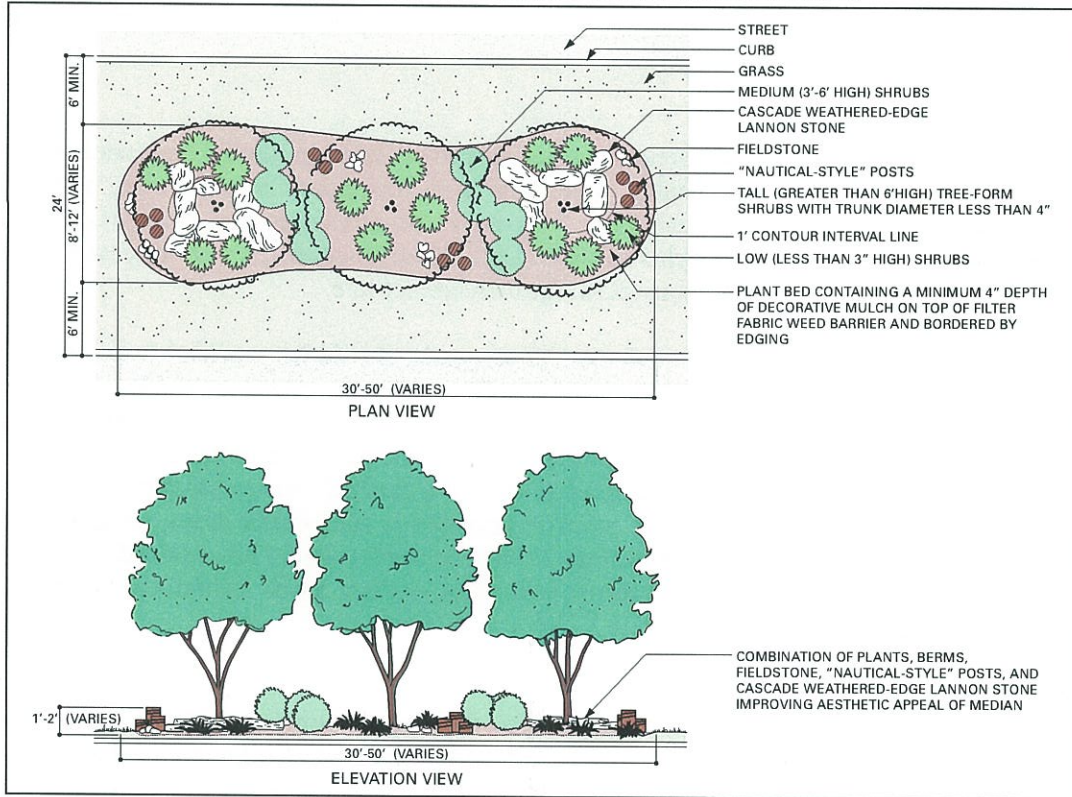 STREET
CURB
GRASS
MEDIUM (3'-6' HIGH) SHRUBS
CASCADE WEATHERED-EDGE
LANNON STONE
FIELDSTONE
"NAUTICAL-STYLE" POSTS
TALL (GREATER THAN 6'HIGH) TREE-FORM
SHRUBS WITH TRUNK DIAMETER LESS THAN 4"
1' CONTOUR INTERVAL LINE
LOW (LESS THAN 3" HIGH) SHRUBS
PLANT BED CONTAINING A MINIMUM 4" DEPTH
OF DECORATIVE MULCH ON TOP OF FILTER
FABRIC WEED BARRIER AND BORDERED BY
EDGING
6' MIN.
24'
8'-12' (VARIES)
6' MIN.
30'-50' (VARIES)
PLAN VIEW
COMBINATION OF PLANTS, BERMS,
FIELDSTONE, "NAUTICAL-STYLE" POSTS, AND
CASCADE WEATHERED-EDGE LANNON STONE
IMPROVING AESTHETIC APPEAL OF MEDIAN
1'-2' (VARIES)
30'-50' (VARIES)
ELEVATION VIEW